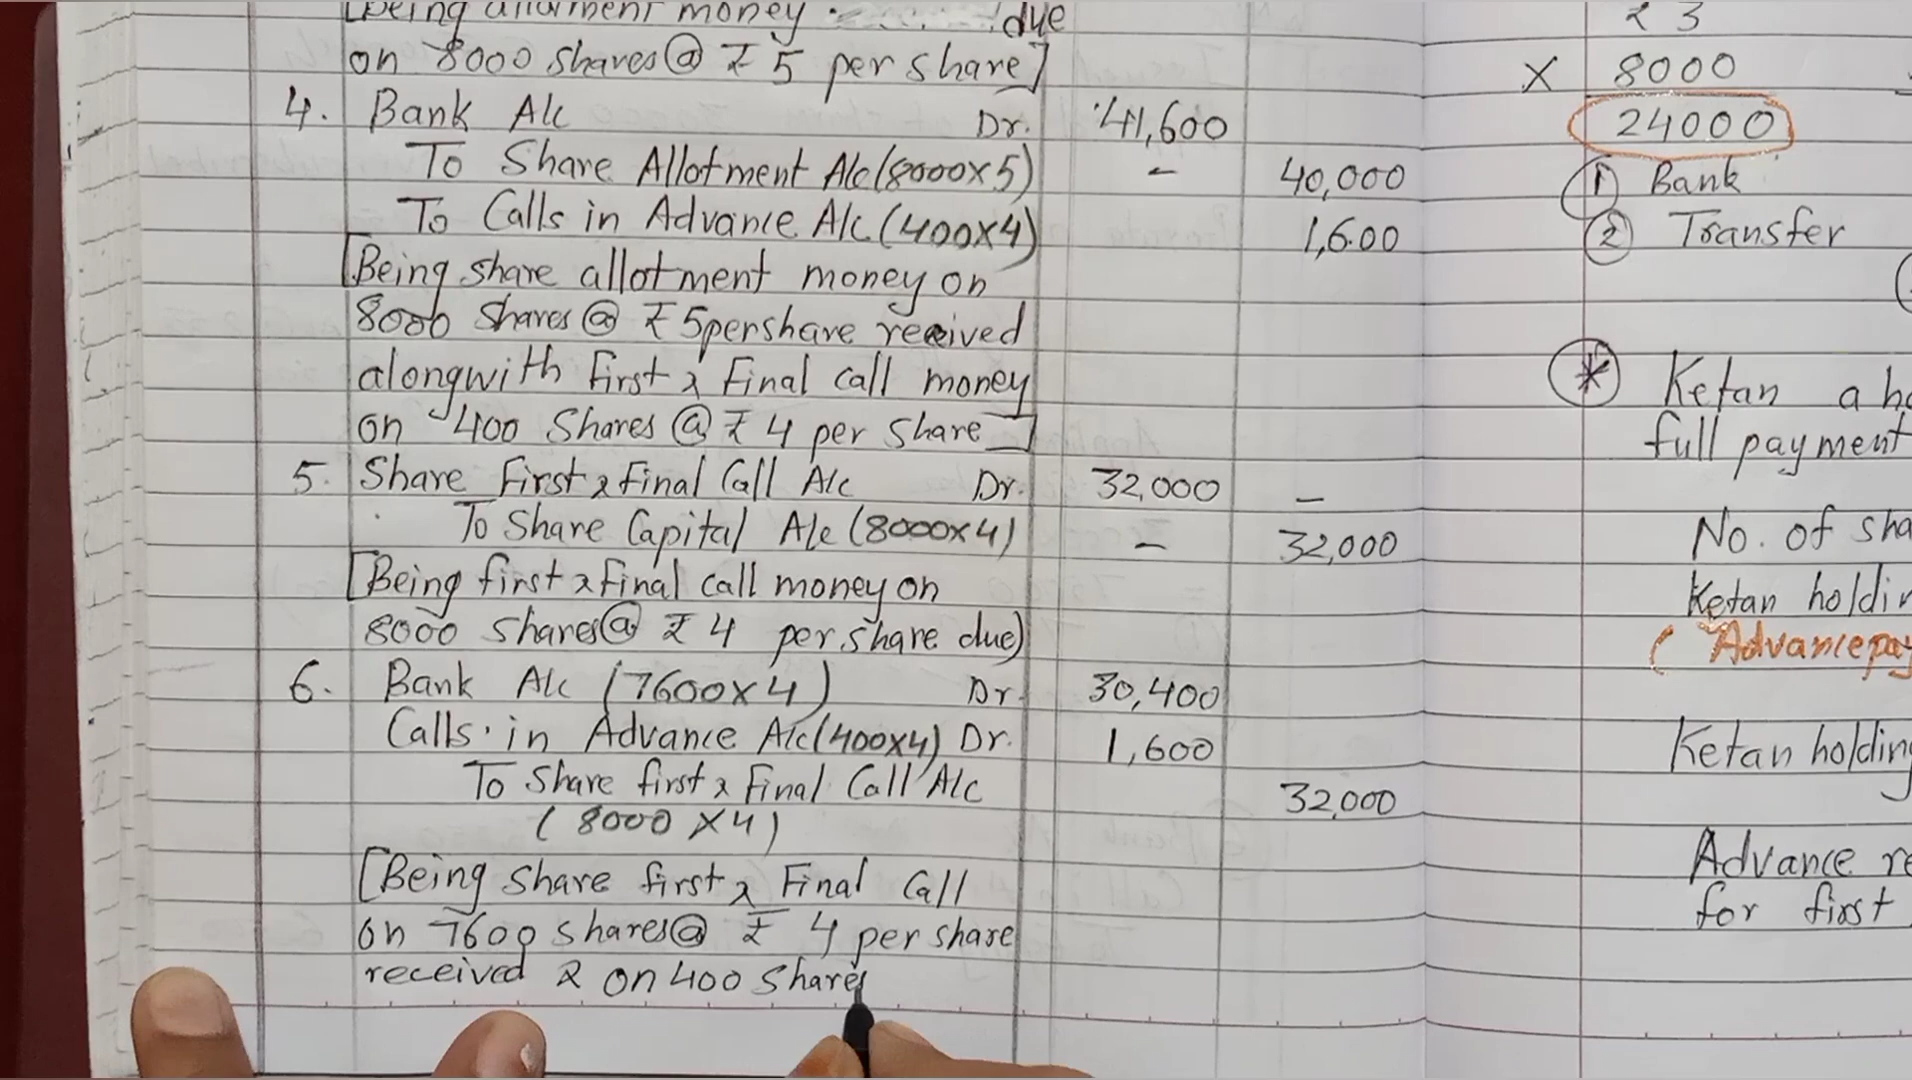 [Being allotment money due
on 8000 shares @ ₹ 5 per share]
4. Bank A/c Dr. 41,600
To Share Allotment A/c (8000x5) - 40,000
To Calls in Advance A/c (400x4) 1,600
[Being share allotment money on
8000 Shares @ ₹ 5 per share received
alongwith First & Final Call money
on 400 Shares @ ₹ 4 per Share]
5. Share First & Final Call A/c Dr. 32,000 -
To Share Capital A/c (8000x4) - 32,000
[Being first & Final call money on
8000 shares @ ₹ 4 per share due)
6. Bank A/c (7600x4) Dr. 30,400
Calls in Advance A/c (400x4) Dr. 1,600
To Share first & Final Call A/c 32,000
(8000 x 4)
[Being Share first & Final Call
on 7600 shares @ ₹ 4 per share
received & on 400 Shares
₹ 3
X 8000
24000
① Bank
② Transfer
* Ketan a
full payment
No. of
Ketan
( Advance
Ketan
Advance
for first